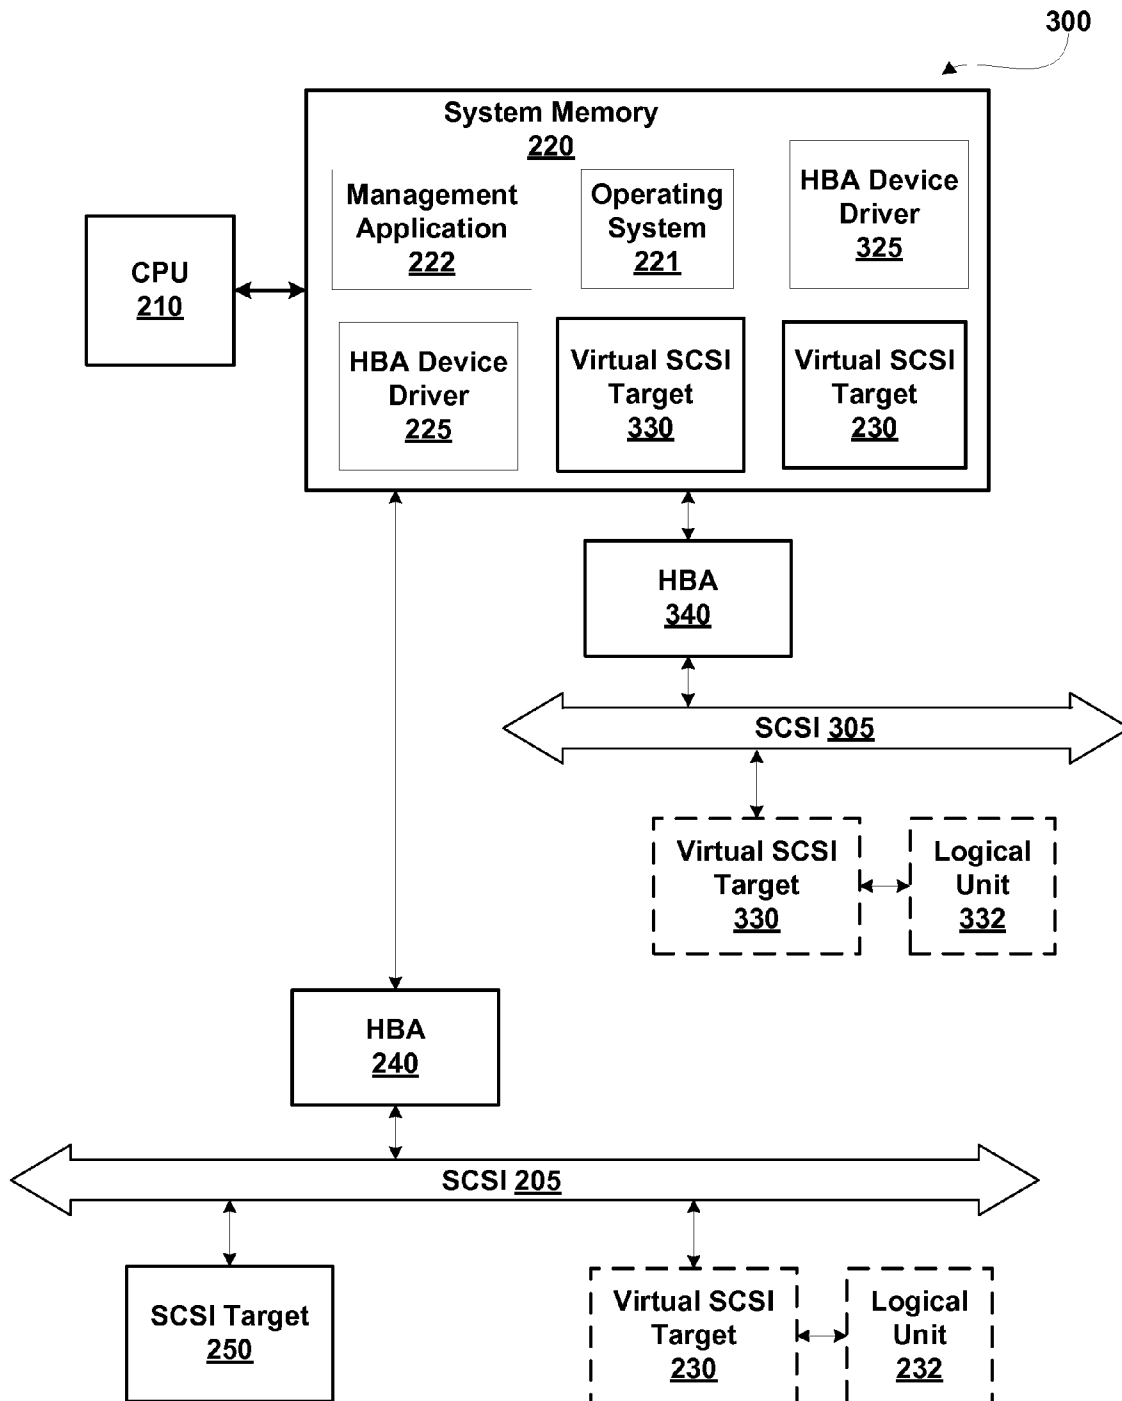 300
System Memory
220
Management
Application
222
Operating
System
221
HBA Device
Driver
325
CPU
210
HBA Device
Driver
225
Virtual SCSI
Target
330
Virtual SCSI
Target
230
HBA
340
SCSI 305
Virtual SCSI
Target
330
Logical
Unit
332
HBA
240
SCSI 205
SCSI Target
250
Virtual SCSI
Target
230
Logical
Unit
232